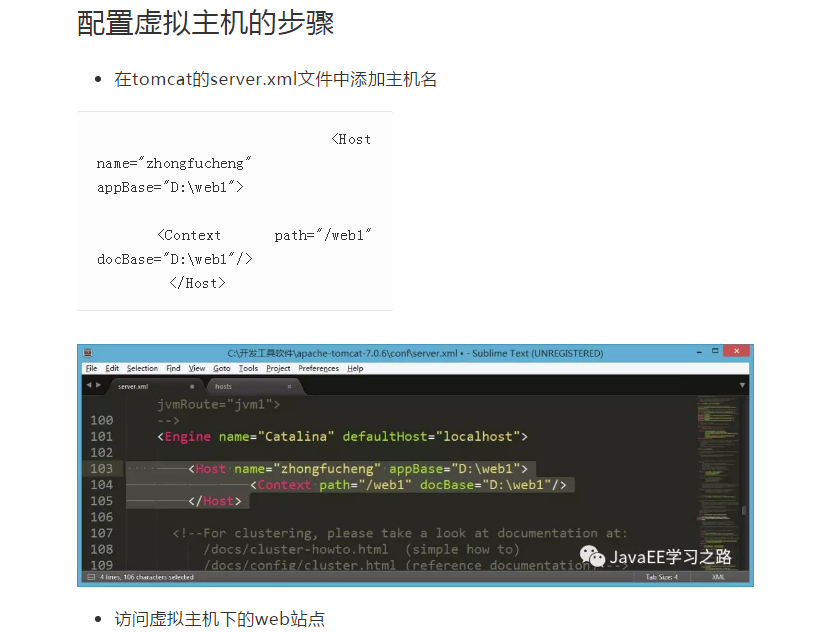 配置虚拟主机的步骤
在tomcat的server.xml文件中添加主机名
<Host
name="zhongfucheng"
appBase="D:\web1">
<Context path="/web1"
docBase="D:\web1"/>
</Host>
C:\开发工具软件\apache-tomcat-7.0.6\conf\server.xml • - Sublime Text (UNREGISTERED)
File Edit Selection Find View Goto Tools Project Preferences Help
server.xml hosts
jvmRoute="jvm1">
100 -->
101 <Engine name="Catalina" defaultHost="localhost">
102
103 <Host name="zhongfucheng" appBase="D:\web1">
104 <Context path="/web1" docBase="D:\web1"/>
105 </Host>
106
107 <!--For clustering, please take a look at documentation at:
108 /docs/cluster-howto.html (simple how to)
109 /docs/config/cluster.html (reference documentation) -->
JavaEE学习之路
4 lines, 106 characters selected Tab Size: 4 XML
访问虚拟主机下的web站点